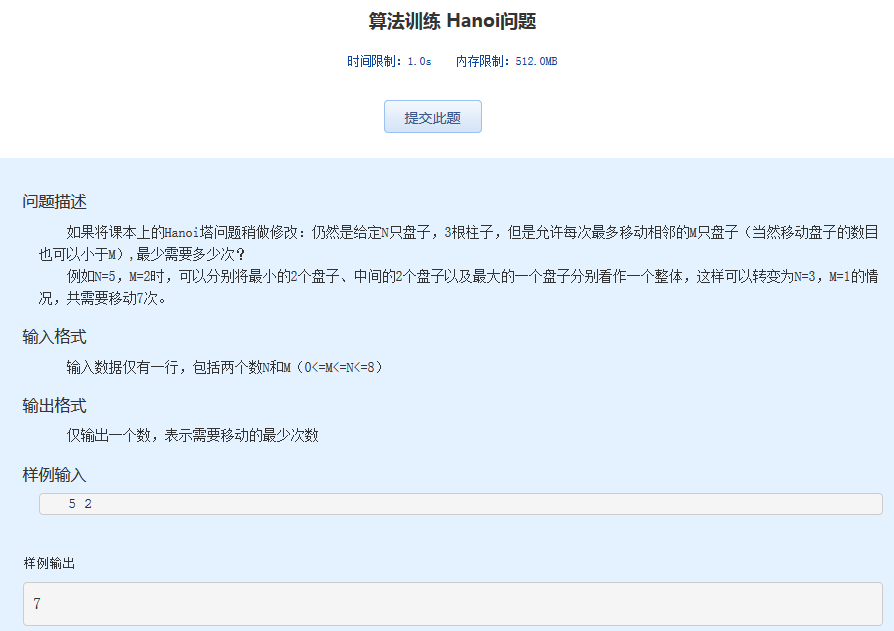 算法训练 Hanoi问题
时间限制：1.0s 内存限制：512.0MB
提交此题
问题描述
如果将课本上的Hanoi塔问题稍做修改：仍然是给定N只盘子，3根柱子，但是允许每次最多移动相邻的M只盘子（当然移动盘子的数目
也可以小于M）,最少需要多少次？
例如N=5，M=2时，可以分别将最小的2个盘子、中间的2个盘子以及最大的一个盘子分别看作一个整体，这样可以转变为N=3，M=1的情
况，共需要移动7次。
输入格式
输入数据仅有一行，包括两个数N和M（0<=M<=N<=8）
输出格式
仅输出一个数，表示需要移动的最少次数
样例输入
5 2
样例输出
7